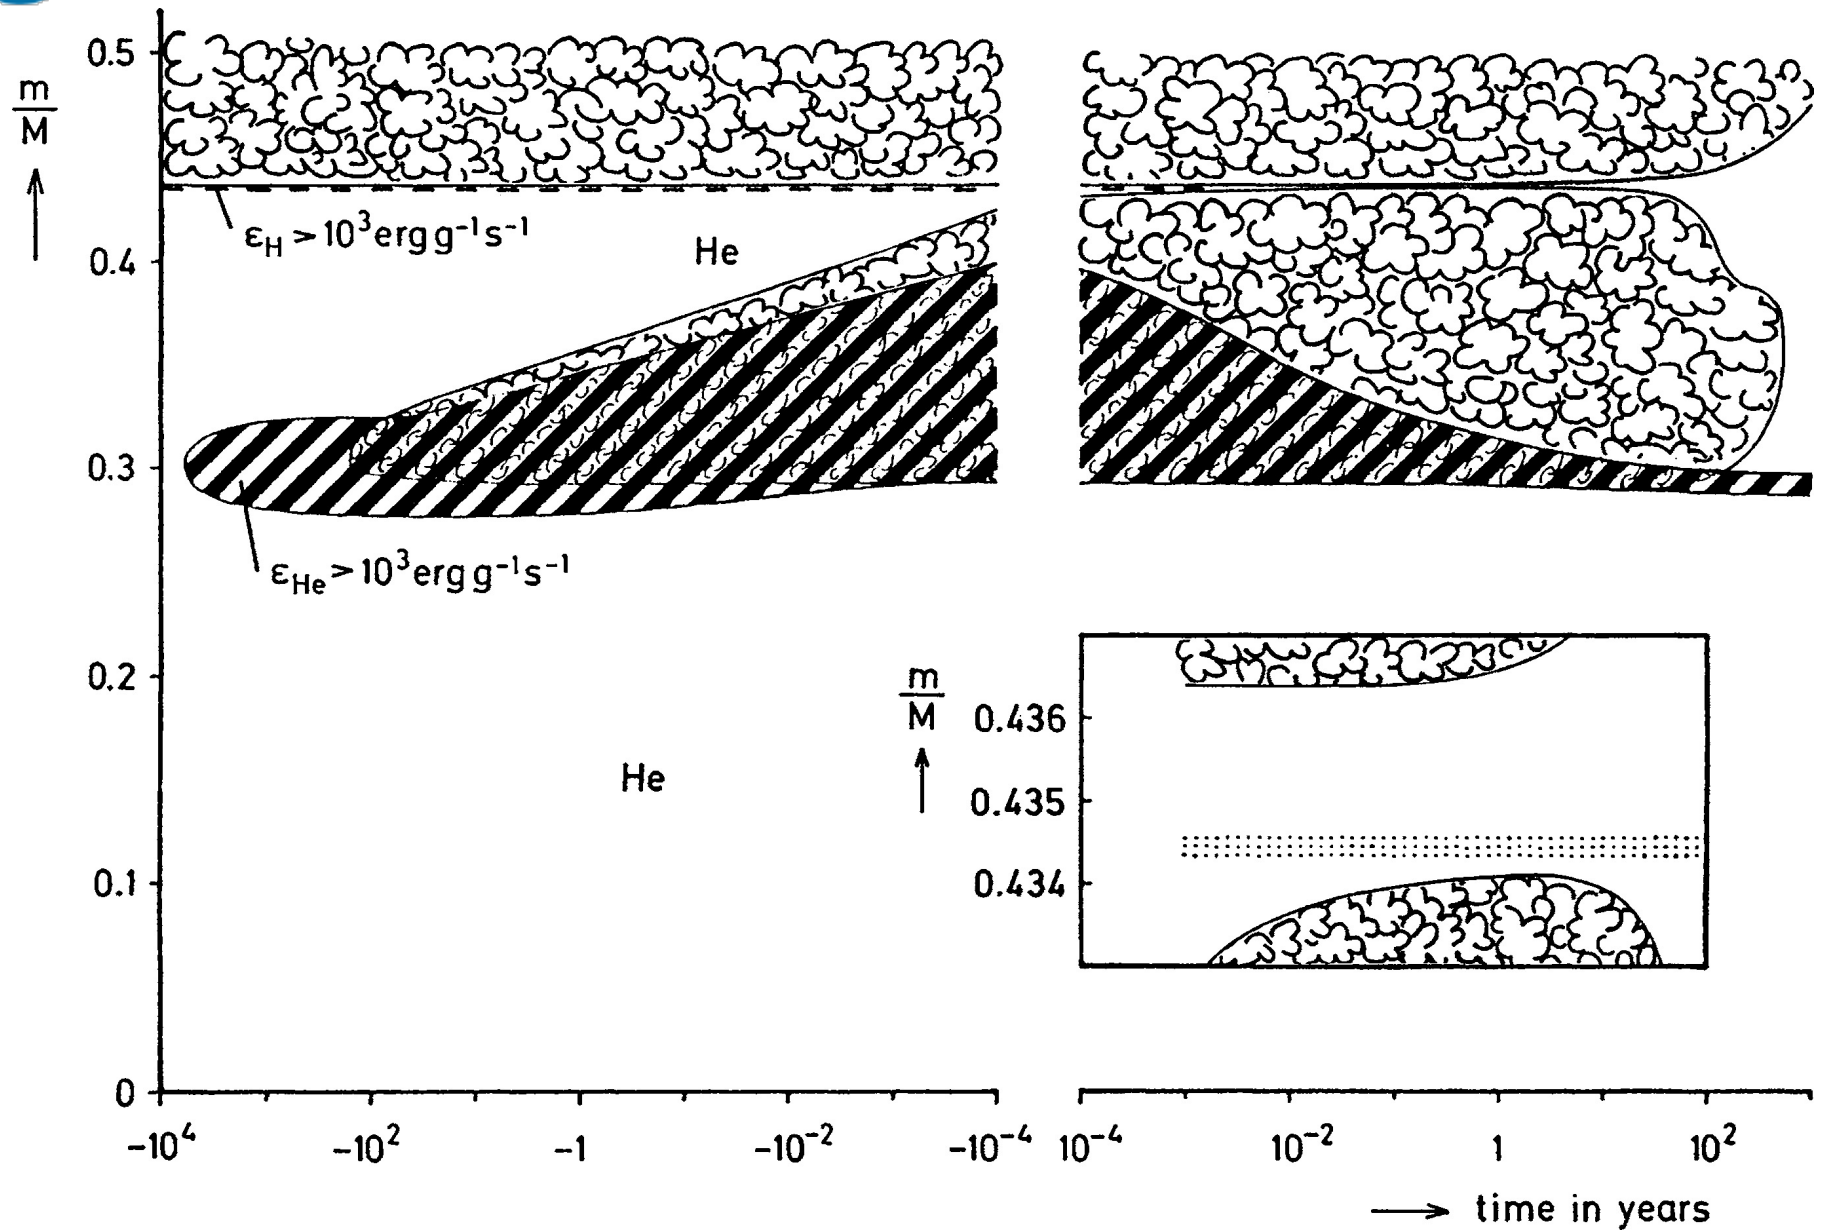 0.5
m
M
ε_H > 10³ erg g⁻¹ s⁻¹
0.4
He
0.3
ε_He > 10³ erg g⁻¹ s⁻¹
0.2
m
M
0.436
He
0.435
0.1
0.434
0
-10⁴ -10² -1 -10⁻² -10⁻⁴ 10⁻⁴ 10⁻² 1 10²
→ time in years